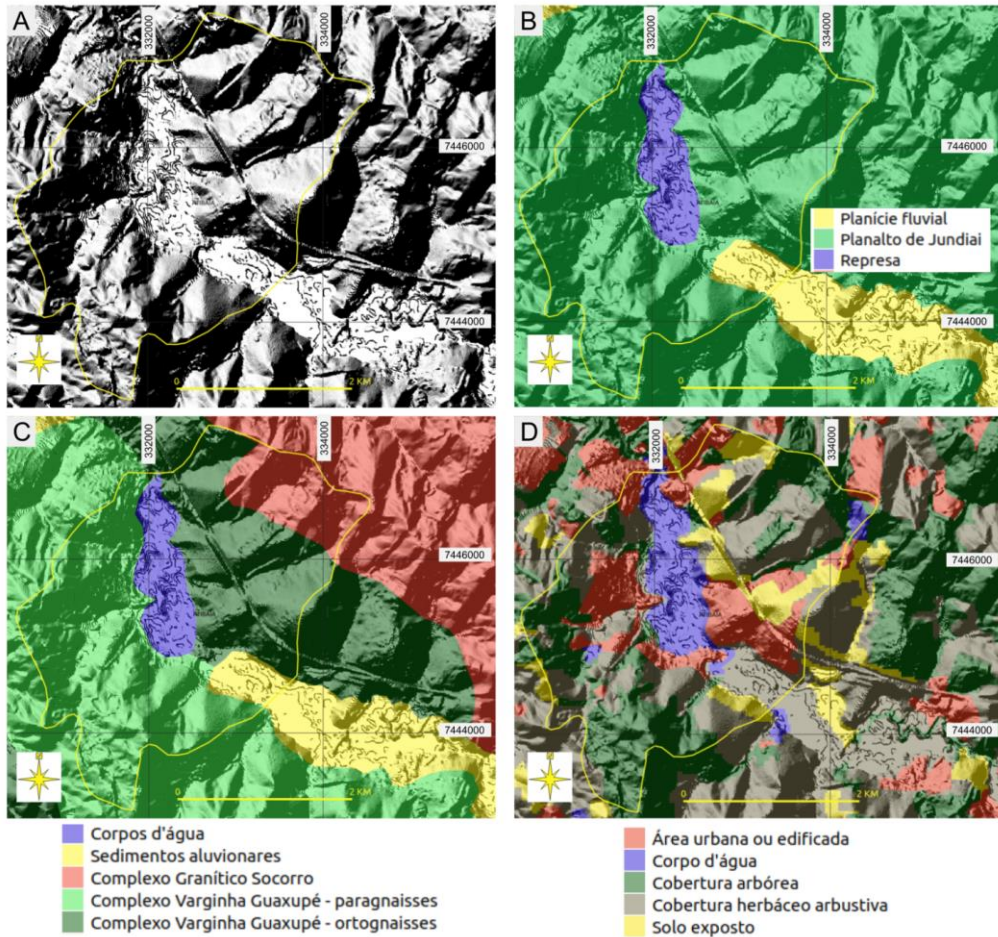 A
332000
334000
7446000
7444000
N
0
2 KM
B
332000
334000
7446000
Planície fluvial
Planalto de Jundiai
Represa
7444000
N
0
2 KM
C
332000
334000
7446000
7444000
N
0
2 KM
D
332000
334000
7446000
7444000
N
0
2 KM
Corpos d'água
Sedimentos aluvionares
Complexo Granítico Socorro
Complexo Varginha Guaxupé - paragnaisses
Complexo Varginha Guaxupé - ortognaisses
Área urbana ou edificada
Corpo d'água
Cobertura arbórea
Cobertura herbáceo arbustiva
Solo exposto